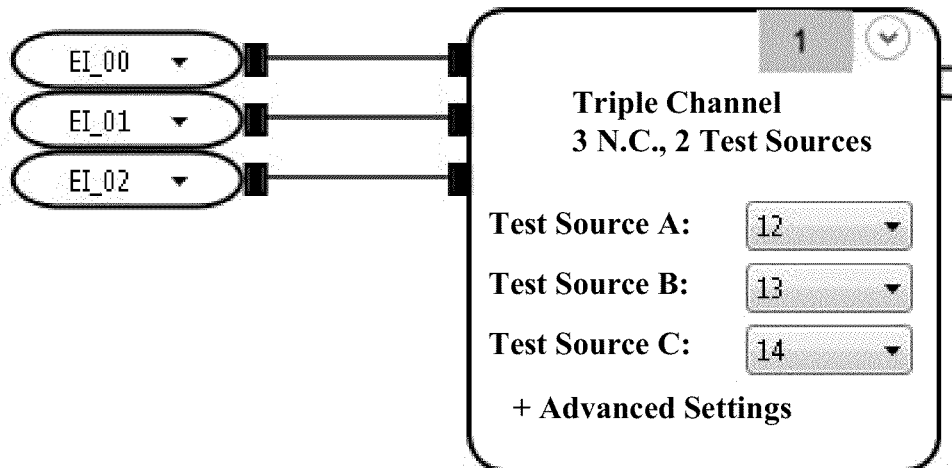 EI_00
EI_01
EI_02
1
Triple Channel
3 N.C., 2 Test Sources
Test Source A: 12
Test Source B: 13
Test Source C: 14
+ Advanced Settings